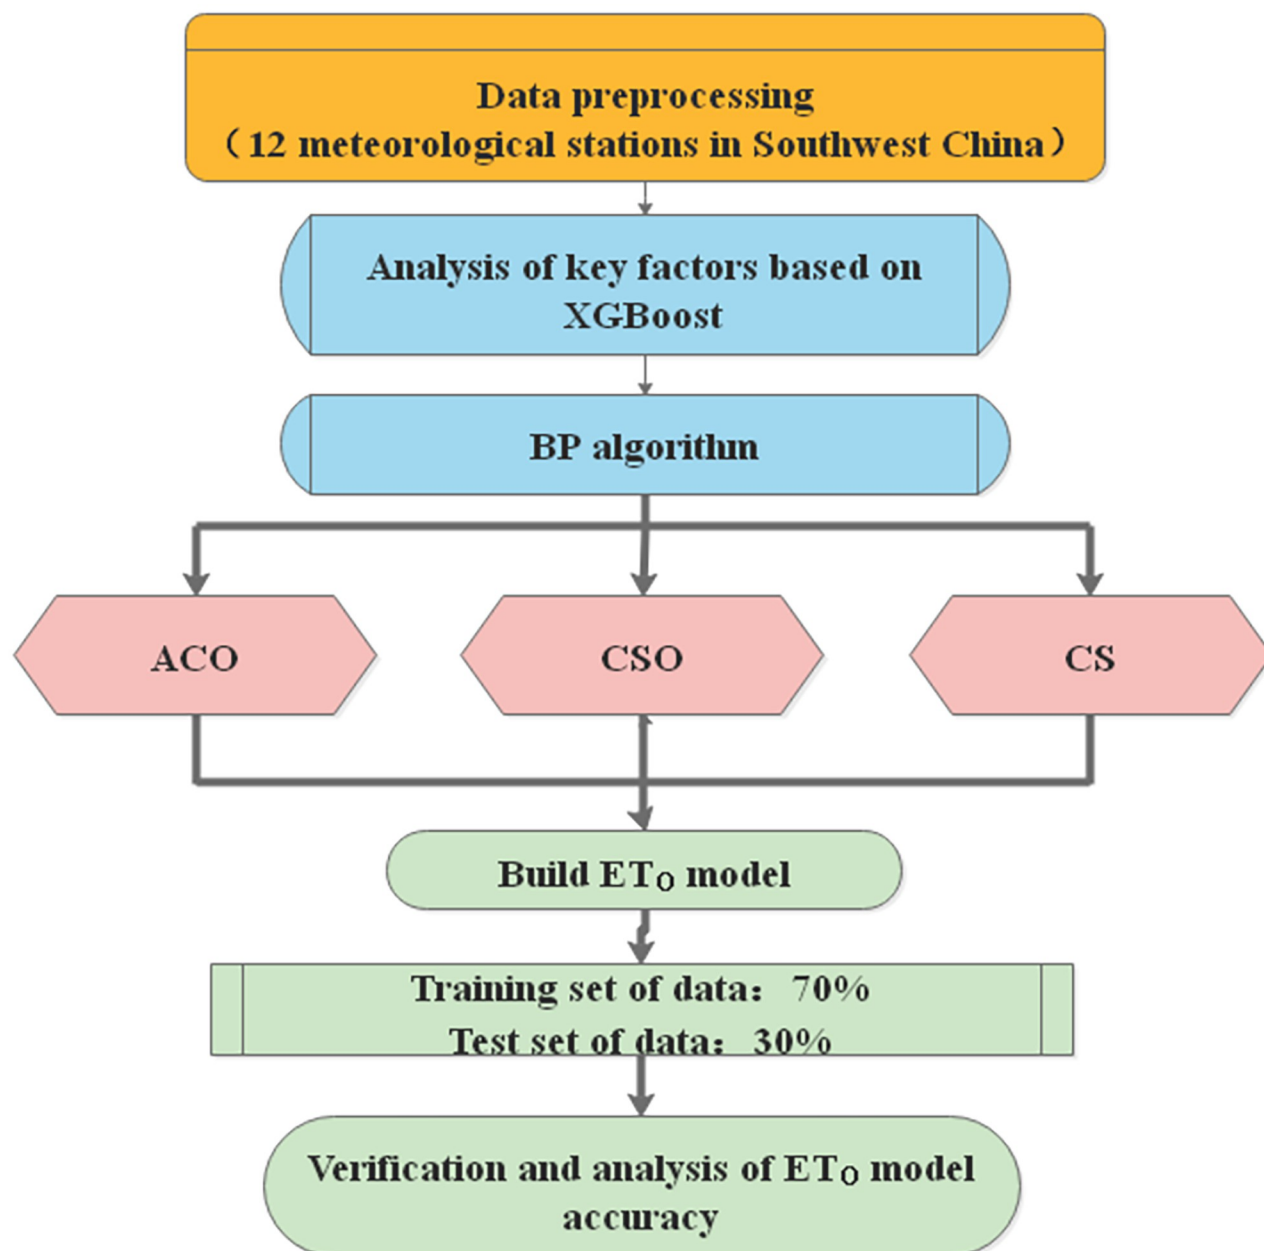 Data preprocessing
（12 meteorological stations in Southwest China）
Analysis of key factors based on
XGBoost
BP algorithm
ACO
CSO
CS
Build ETO model
Training set of data：70%
Test set of data：30%
Verification and analysis of ETO model
accuracy